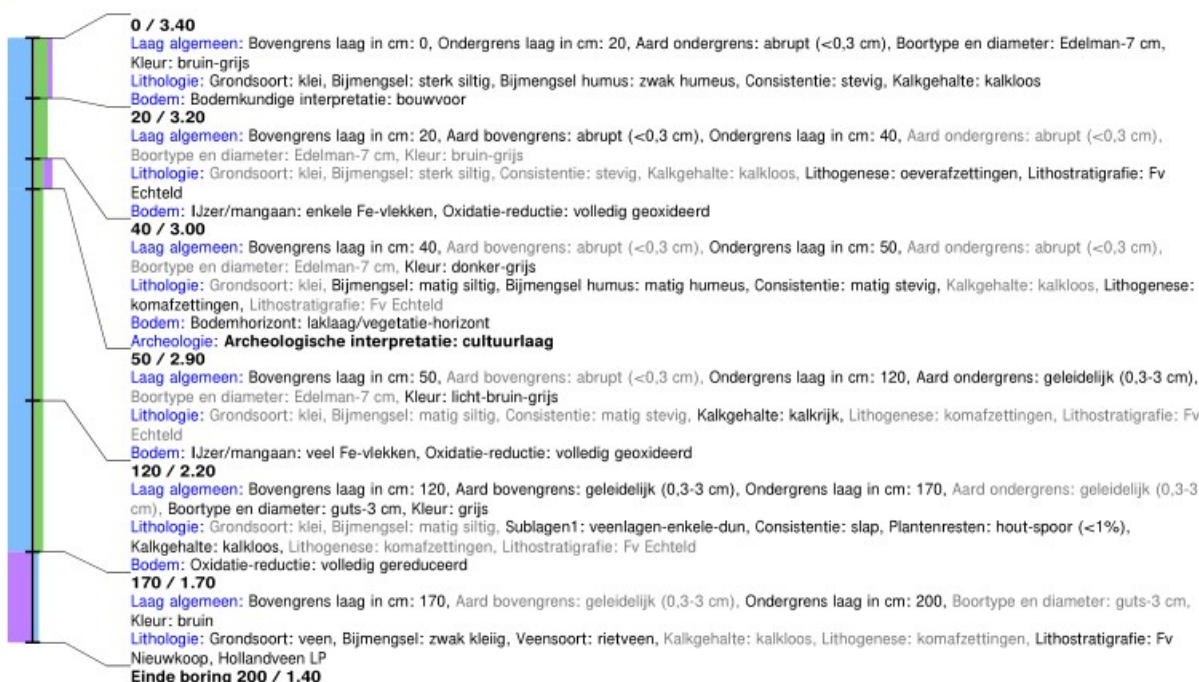 0 / 3.40
Laag algemeen: Bovengrens laag in cm: 0, Ondergrens laag in cm: 20, Aard ondergrens: abrupt (<0,3 cm), Boortype en diameter: Edelman-7 cm,
Kleur: bruin-grijs
Lithologie: Grondsoort: klei, Bijmengsel: sterk siltig, Bijmengsel humus: zwak humeus, Consistentie: stevig, Kalkgehalte: kalkloos
Bodem: Bodemkundige interpretatie: bouwvoor
20 / 3.20
Laag algemeen: Bovengrens laag in cm: 20, Aard bovengrens: abrupt (<0,3 cm), Ondergrens laag in cm: 40, Aard ondergrens: abrupt (<0,3 cm),
Boortype en diameter: Edelman-7 cm, Kleur: bruin-grijs
Lithologie: Grondsoort: klei, Bijmengsel: sterk siltig, Consistentie: stevig, Kalkgehalte: kalkloos, Lithogenese: oeverafzettingen, Lithostratigrafie: Fv
Echteld
Bodem: IJzer/mangaan: enkele Fe-vlekken, Oxidatie-reductie: volledig geoxideerd
40 / 3.00
Laag algemeen: Bovengrens laag in cm: 40, Aard bovengrens: abrupt (<0,3 cm), Ondergrens laag in cm: 50, Aard ondergrens: abrupt (<0,3 cm),
Boortype en diameter: Edelman-7 cm, Kleur: donker-grijs
Lithologie: Grondsoort: klei, Bijmengsel: matig siltig, Bijmengsel humus: matig humeus, Consistentie: matig stevig, Kalkgehalte: kalkloos, Lithogenese:
komafzettingen, Lithostratigrafie: Fv Echteld
Bodem: Bodemhorizont: laklaag/vegetatie-horizont
Archeologie: Archeologische interpretatie: cultuurlaag
50 / 2.90
Laag algemeen: Bovengrens laag in cm: 50, Aard bovengrens: abrupt (<0,3 cm), Ondergrens laag in cm: 120, Aard ondergrens: geleidelijk (0,3-3 cm),
Boortype en diameter: Edelman-7 cm, Kleur: licht-bruin-grijs
Lithologie: Grondsoort: klei, Bijmengsel: matig siltig, Consistentie: matig stevig, Kalkgehalte: kalkrijk, Lithogenese: komafzettingen, Lithostratigrafie: Fv
Echteld
Bodem: IJzer/mangaan: veel Fe-vlekken, Oxidatie-reductie: volledig geoxideerd
120 / 2.20
Laag algemeen: Bovengrens laag in cm: 120, Aard bovengrens: geleidelijk (0,3-3 cm), Ondergrens laag in cm: 170, Aard ondergrens: geleidelijk (0,3-3
cm), Boortype en diameter: guts-3 cm, Kleur: grijs
Lithologie: Grondsoort: klei, Bijmengsel: matig siltig, Sublagen1: veenlagen-enkele-dun, Consistentie: slap, Plantenresten: hout-spoor (<1%),
Kalkgehalte: kalkloos, Lithogenese: komafzettingen, Lithostratigrafie: Fv Echteld
Bodem: Oxidatie-reductie: volledig gereduceerd
170 / 1.70
Laag algemeen: Bovengrens laag in cm: 170, Aard bovengrens: geleidelijk (0,3-3 cm), Ondergrens laag in cm: 200, Boortype en diameter: guts-3 cm,
Kleur: bruin
Lithologie: Grondsoort: veen, Bijmengsel: zwak kleiig, Veensoort: rietveen, Kalkgehalte: kalkloos, Lithogenese: komafzettingen, Lithostratigrafie: Fv
Nieuwkoop, Hollandveen LP
Einde boring 200 / 1.40